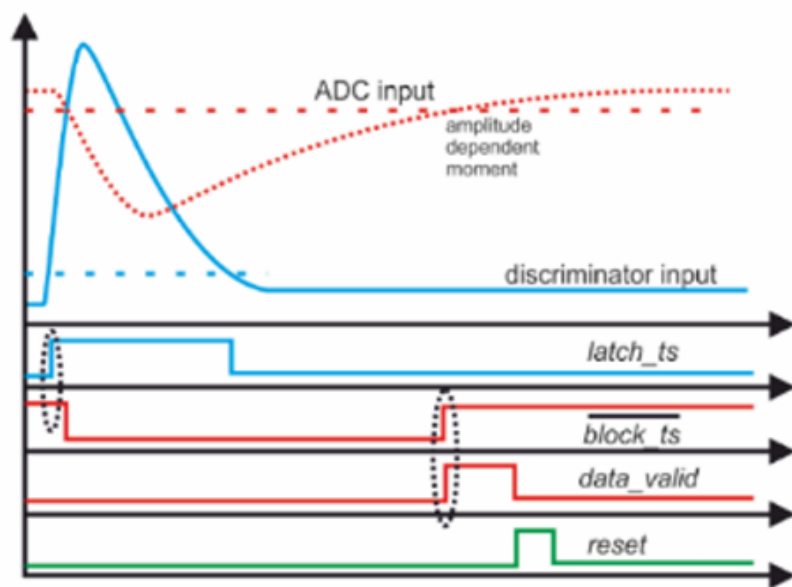 ADC input
amplitude
dependent
moment
discriminator input
latch_ts
block_ts
data_valid
reset